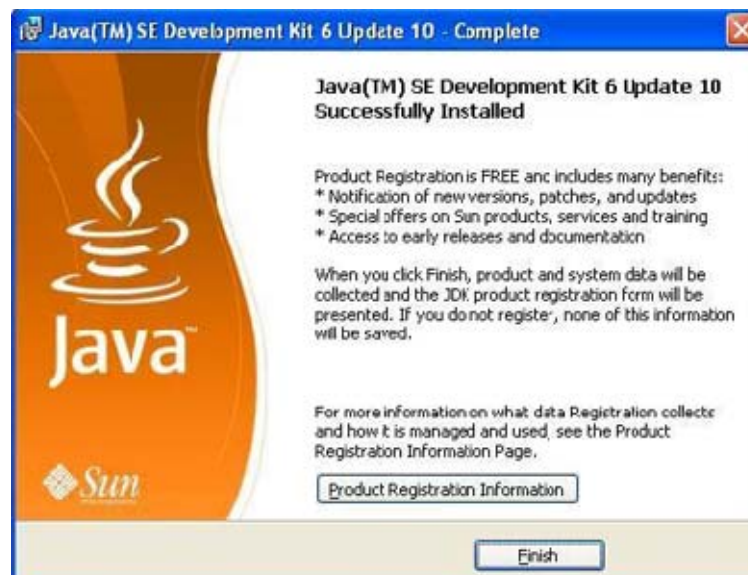 Java(TM) SE Development Kit 6 Update 10 - Complete
Java(TM) SE Development Kit 6 Update 10
Successfully Installed
Product Registration is FREE and includes many benefits:
* Notification of new versions, patches, and updates
* Special offers on Sun products, services and training
* Access to early releases and documentation
When you click Finish, product and system data will be
collected and the JDK product registration form will be
presented. If you do not register, none of this information
will be saved.
Java™
For more information on what data Registration collects
and how it is managed and used, see the Product
Registration Information Page.
Sun
Product Registration Information
Finish